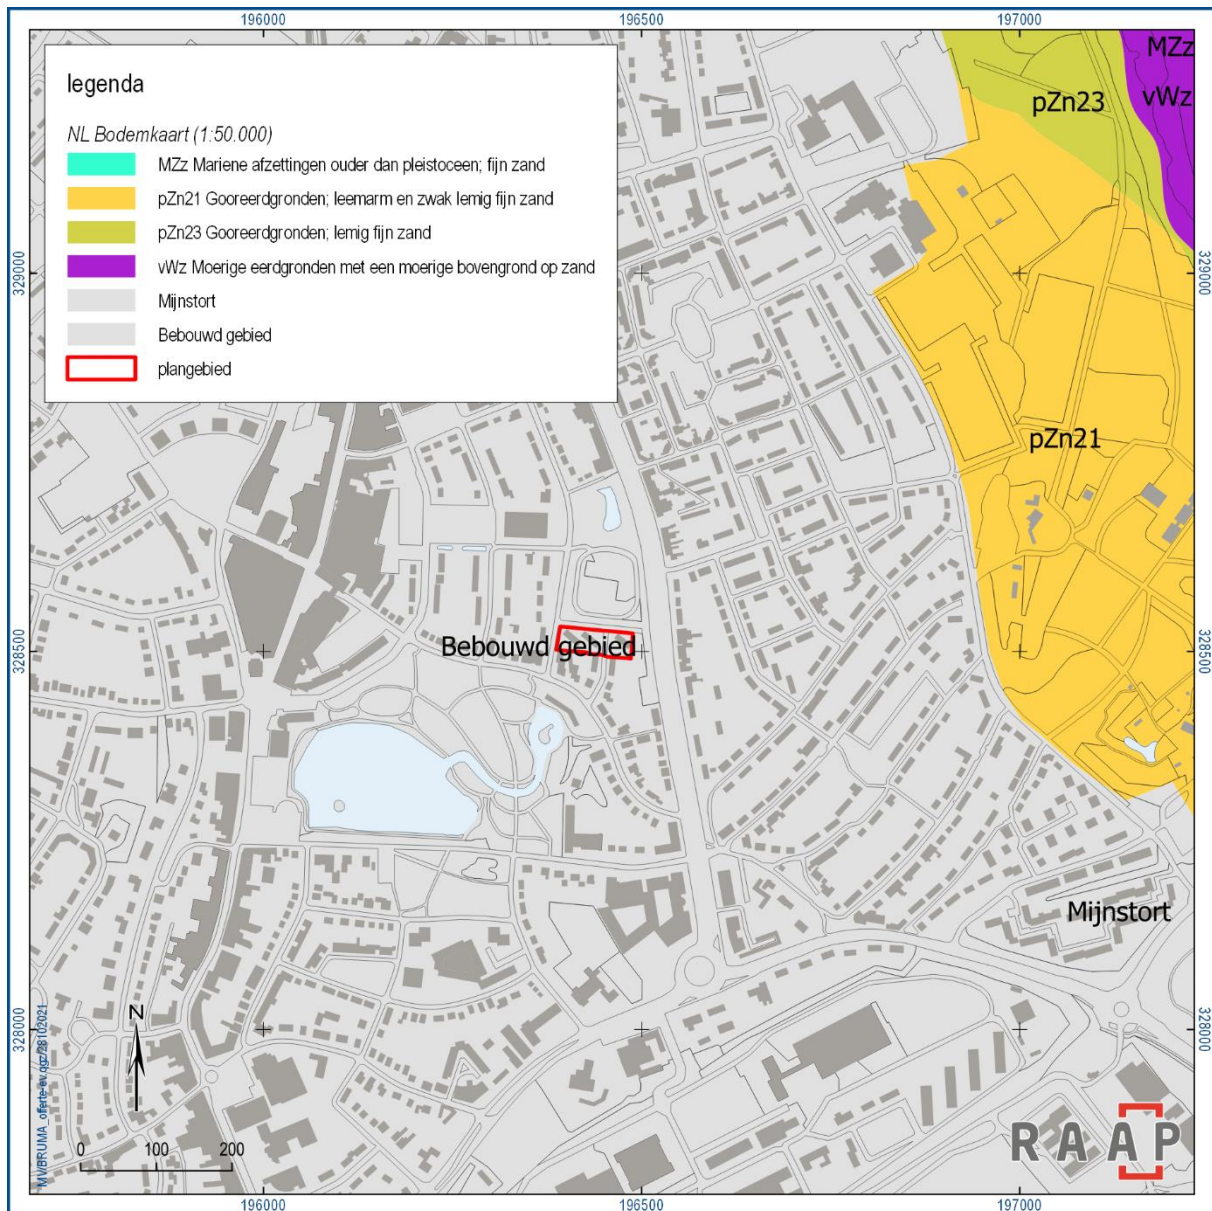 196000 196500 197000
legenda
NL Bodemkaart (1:50.000)
MZz Mariene afzettingen ouder dan pleistoceen; fijn zand
pZn21 Gooreerdgronden; leemarm en zwak lemig fijn zand
pZn23 Gooreerdgronden; lemig fijn zand
vWz Moerige eerdgronden met een moerige bovengrond op zand
Mijnstort
Bebouwd gebied
plangebied
MZz
pZn23
vWz
329000
329000
pZn21
328500
Bebouwd gebied
328500
Mijnstort
328000
328000
N
0 100 200
RAAP
196000 196500 197000